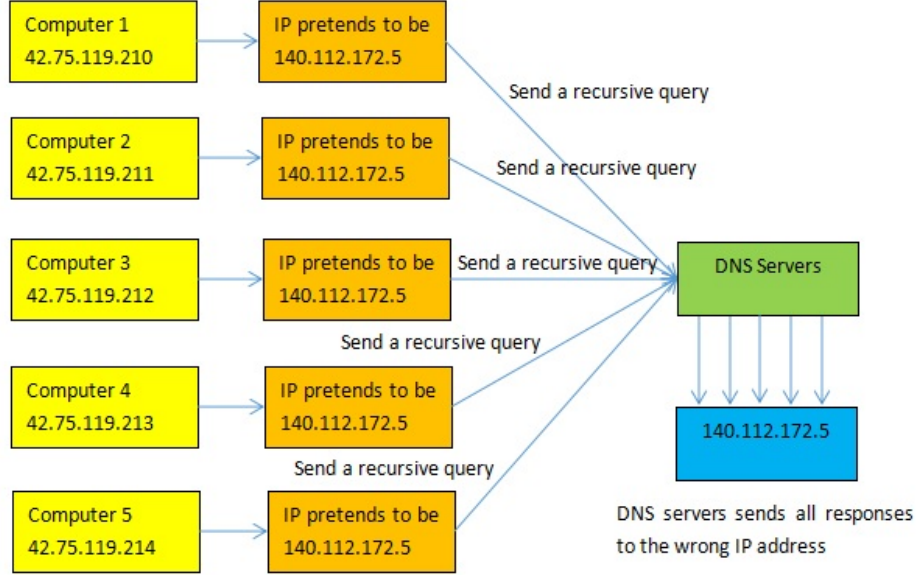 Computer 1
42.75.119.210
IP pretends to be
140.112.172.5
Send a recursive query
Computer 2
42.75.119.211
IP pretends to be
140.112.172.5
Send a recursive query
Computer 3
42.75.119.212
IP pretends to be
140.112.172.5
Send a recursive query
DNS Servers
Computer 4
42.75.119.213
IP pretends to be
140.112.172.5
Send a recursive query
140.112.172.5
Computer 5
42.75.119.214
IP pretends to be
140.112.172.5
Send a recursive query
DNS servers sends all responses
to the wrong IP address